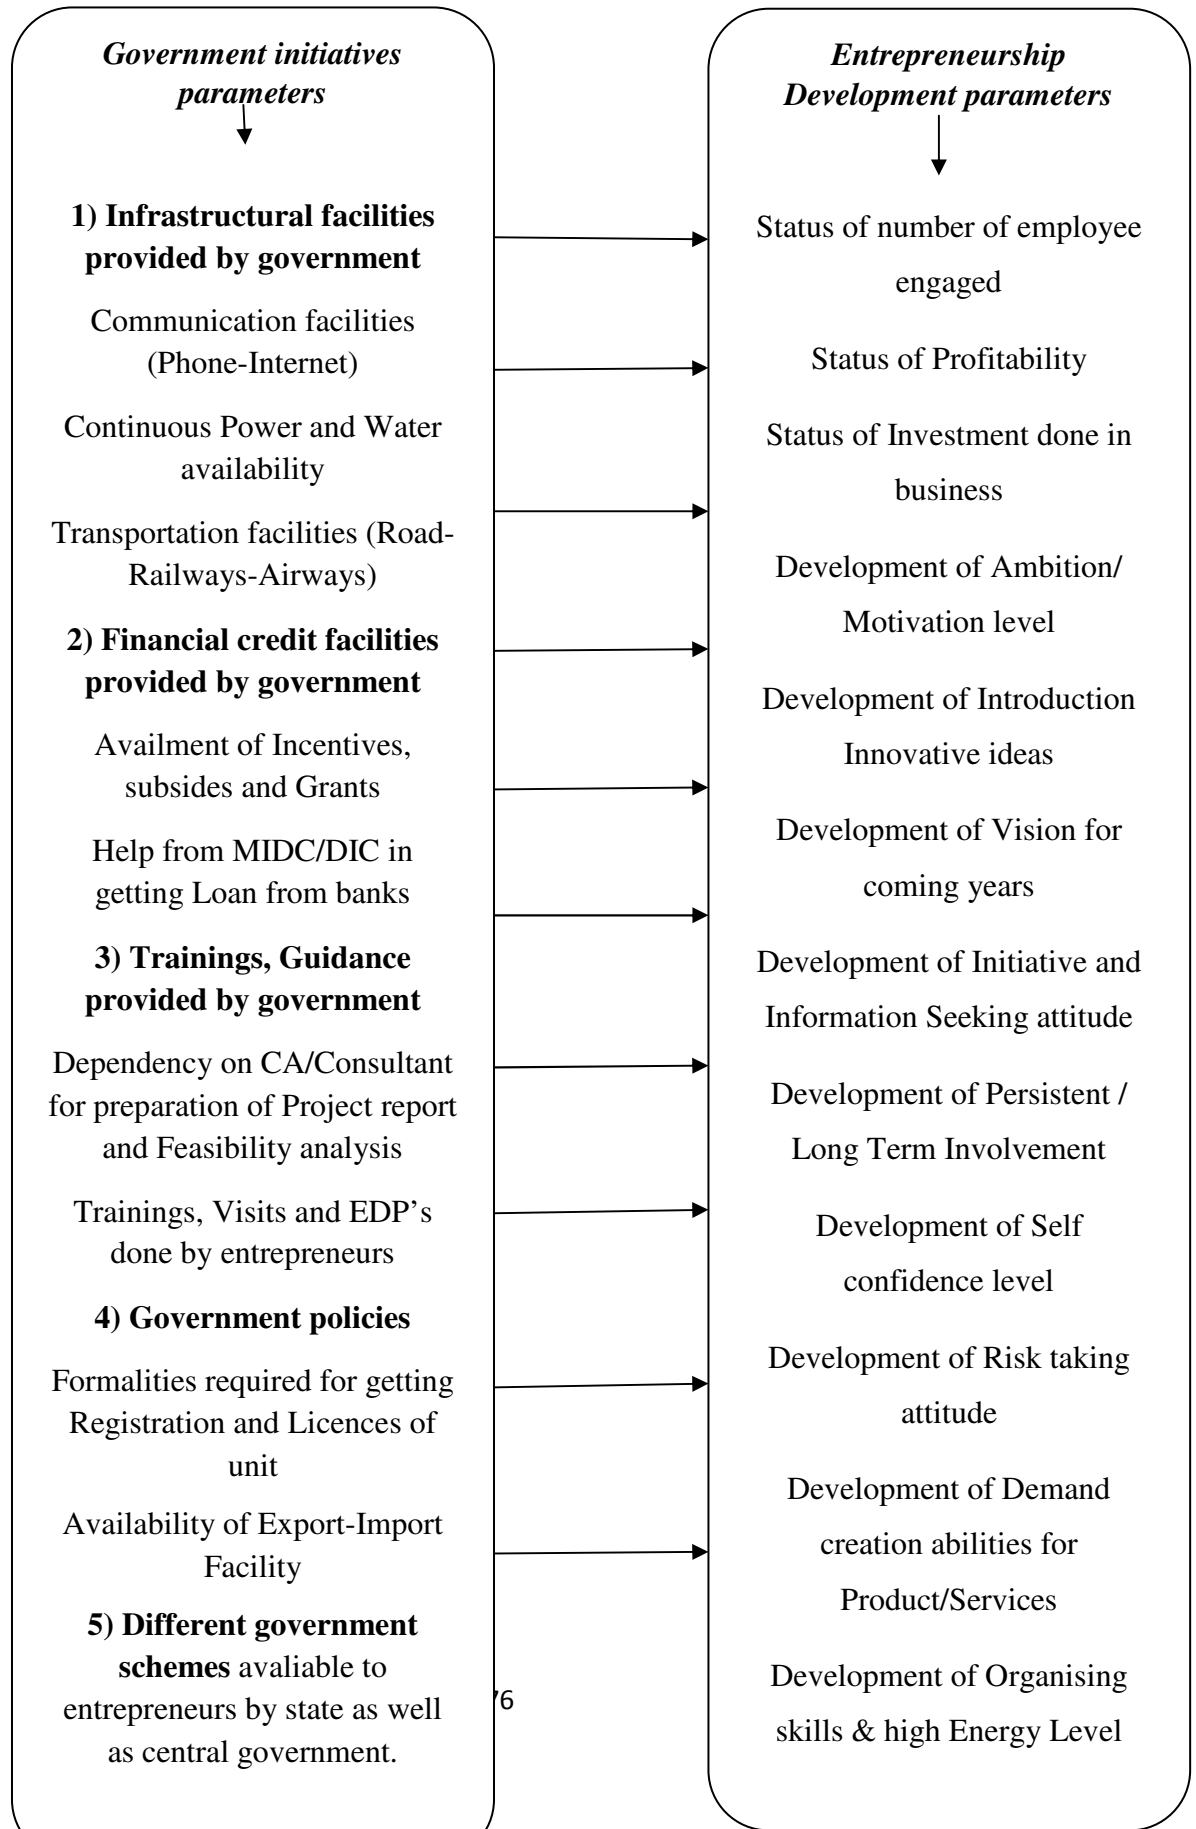 Government initiatives
parameters
1) Infrastructural facilities
provided by government
Communication facilities
(Phone-Internet)
Continuous Power and Water
availability
Transportation facilities (Road-
Railways-Airways)
2) Financial credit facilities
provided by government
Availment of Incentives,
subsides and Grants
Help from MIDC/DIC in
getting Loan from banks
3) Trainings, Guidance
provided by government
Dependency on CA/Consultant
for preparation of Project report
and Feasibility analysis
Trainings, Visits and EDP’s
done by entrepreneurs
4) Government policies
Formalities required for getting
Registration and Licences of
unit
Availability of Export-Import
Facility
5) Different government
schemes avaliable to
entrepreneurs by state as well
as central government.
Entrepreneurship
Development parameters
Status of number of employee
engaged
Status of Profitability
Status of Investment done in
business
Development of Ambition/
Motivation level
Development of Introduction
Innovative ideas
Development of Vision for
coming years
Development of Initiative and
Information Seeking attitude
Development of Persistent /
Long Term Involvement
Development of Self
confidence level
Development of Risk taking
attitude
Development of Demand
creation abilities for
Product/Services
Development of Organising
skills & high Energy Level